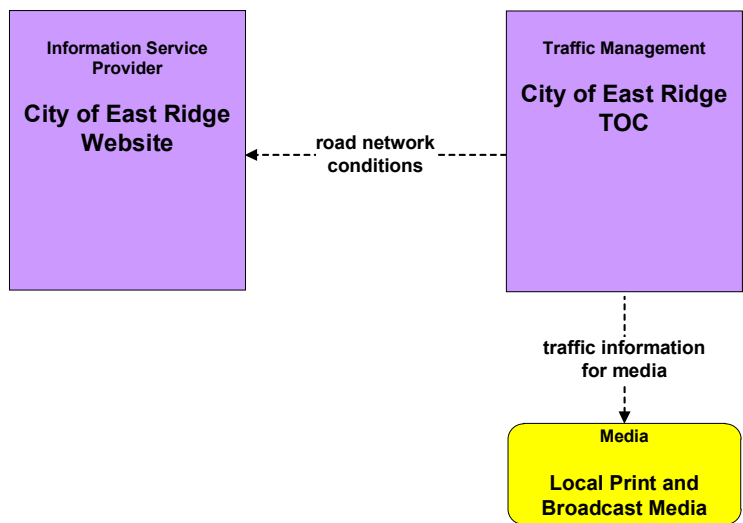 Information Service
Provider
City of East Ridge
Website
Traffic Management
City of East Ridge
TOC
road network
conditions
traffic information
for media
Media
Local Print and
Broadcast Media